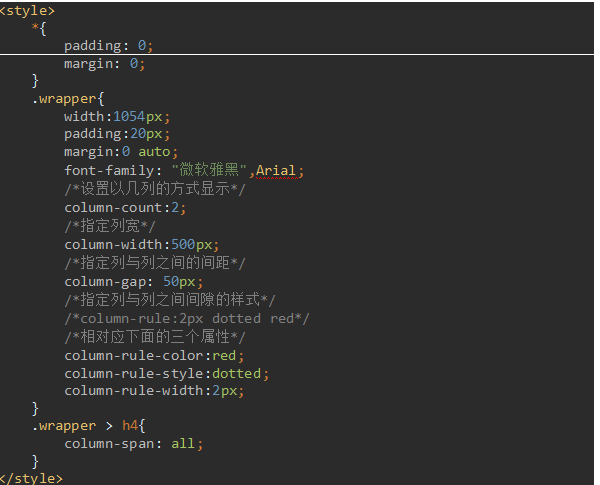 <style>
*{
padding: 0;
margin: 0;
}
.wrapper{
width:1054px;
padding:20px;
margin:0 auto;
font-family: "微软雅黑",Arial;
/*设置以几列的方式显示*/
column-count:2;
/*指定列宽*/
column-width:500px;
/*指定列与列之间的间距*/
column-gap: 50px;
/*指定列与列之间间隙的样式*/
/*column-rule:2px dotted red*/
/*相对应下面的三个属性*/
column-rule-color:red;
column-rule-style:dotted;
column-rule-width:2px;
}
.wrapper > h4{
column-span: all;
}
</style>